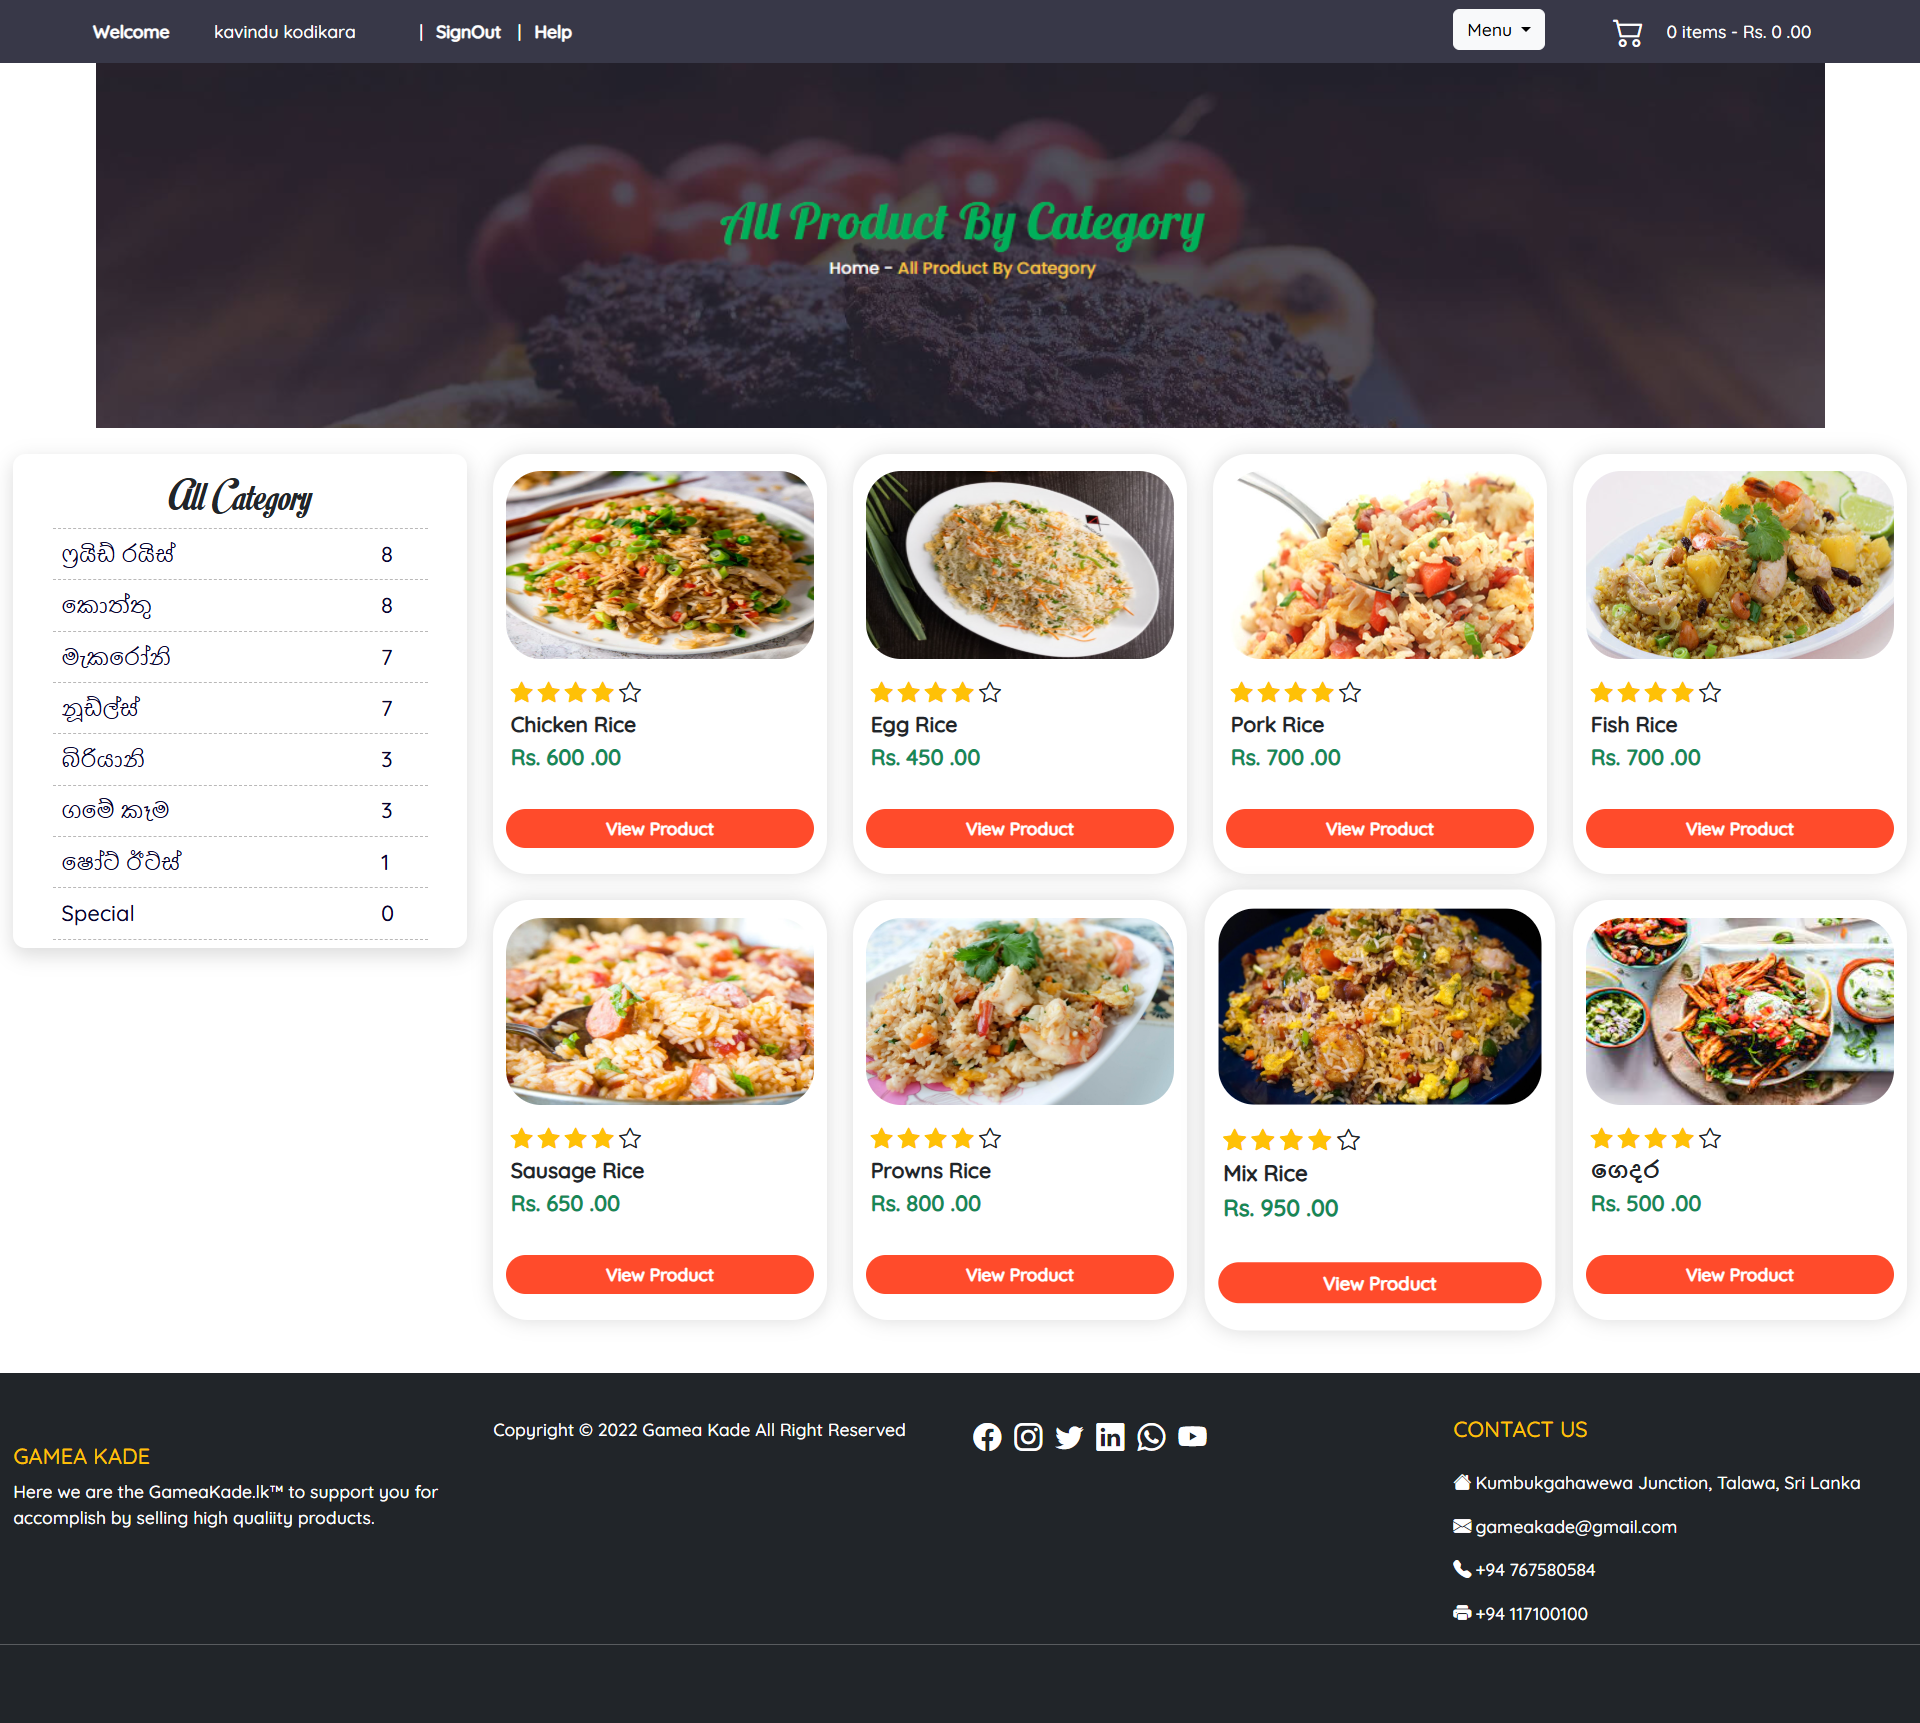 Welcome kavindu kodikara | SignOut | Help Menu 0 items - Rs. 0 .00
All Product By Category
Home - All Product By Category
All Category
ෆ්‍රයිඩ් රයිස් 8
කොත්තු 8
මැකරෝනි 7
නූඩ්ල්ස් 7
බිරියානි 3
ගමේ කෑම 3
ෂෝට් ඊට්ස් 1
Special 0
Chicken Rice
Rs. 600 .00
View Product
Egg Rice
Rs. 450 .00
View Product
Pork Rice
Rs. 700 .00
View Product
Fish Rice
Rs. 700 .00
View Product
Sausage Rice
Rs. 650 .00
View Product
Prowns Rice
Rs. 800 .00
View Product
Mix Rice
Rs. 950 .00
View Product
ගෙදර
Rs. 500 .00
View Product
GAMEA KADE
Here we are the GameaKade.lk™ to support you for
accomplish by selling high qualiity products.
Copyright © 2022 Gamea Kade All Right Reserved
CONTACT US
Kumbukgahawewa Junction, Talawa, Sri Lanka
gameakade@gmail.com
+94 767580584
+94 117100100